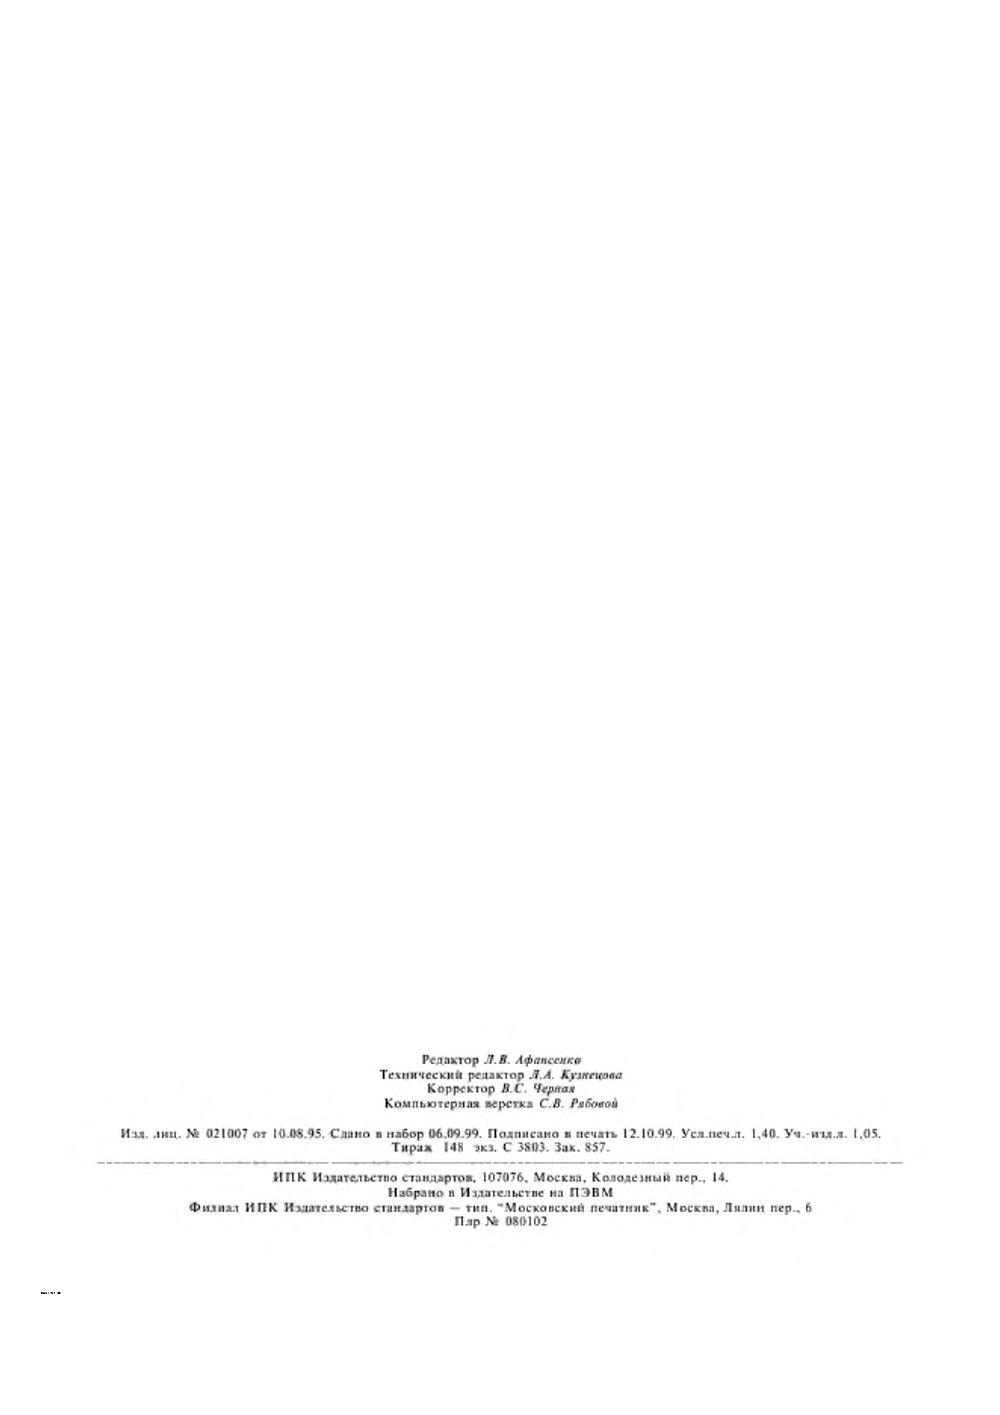 Редактор Л.В. Афанасенко
Технический редактор Л.А. Кузнецова
Корректор В.С. Черная
Компьютерная верстка С.В. Рябовой
Изд. лиц. № 021007 от 10.08.95. Сдано в набор 06.09.99. Подписано в печать 12.10.99. Усл.печ.л. 1,40. Уч.-изд.л. 1,05.
Тираж 148 экз. С 3803. Зак. 857.
ИПК Издательство стандартов, 107076, Москва, Колодезный пер., 14.
Набрано в Издательстве на ПЭВМ
Филиал ИПК Издательство стандартов — тип. “Московский печатник”, Москва, Лялин пер., 6
Плр № 080102